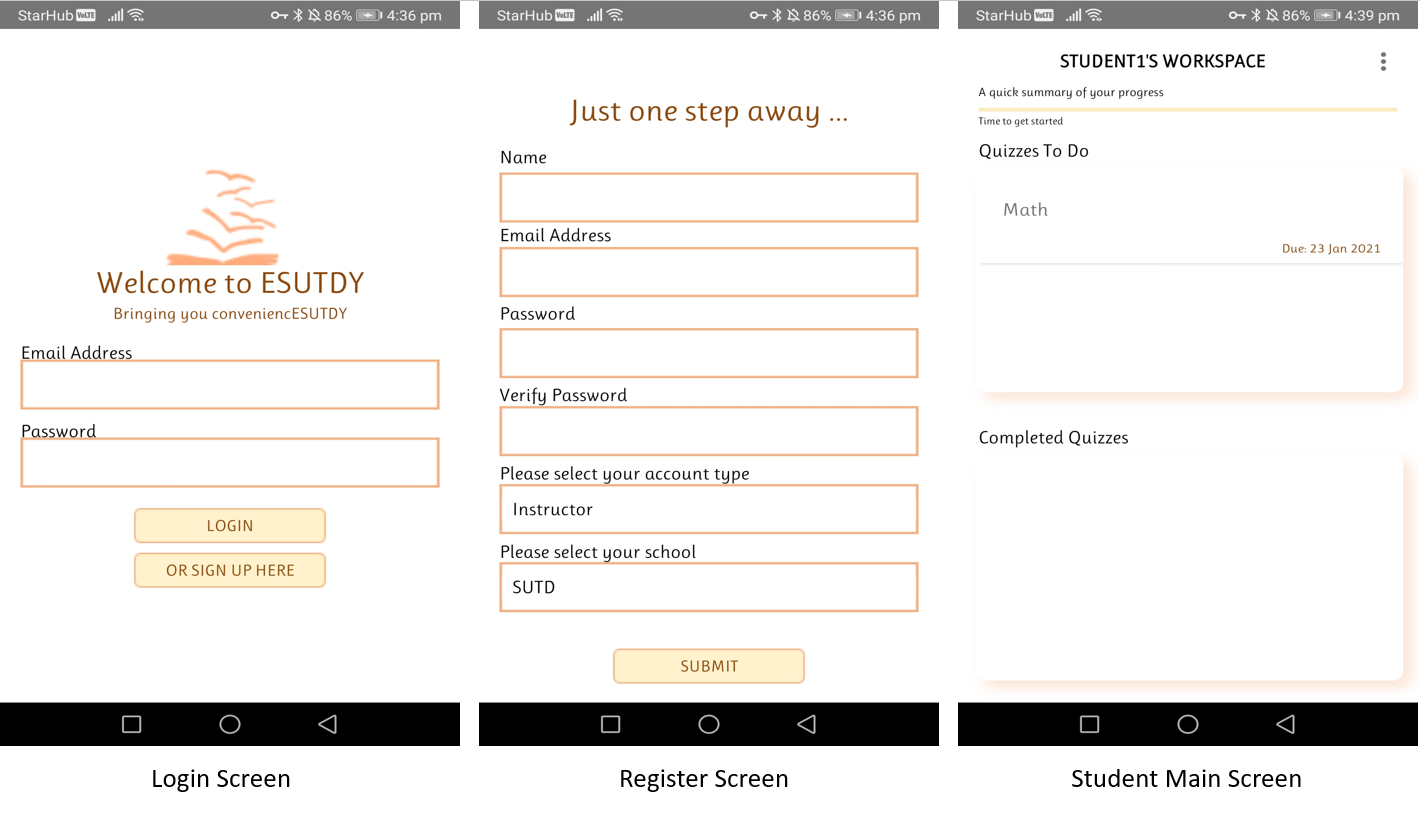 StarHub VoLTE 86% 4:36 pm
Welcome to ESUTDY
Bringing you conveniencESUTDY
Email Address
Password
LOGIN
OR SIGN UP HERE
Login Screen
StarHub VoLTE 86% 4:36 pm
Just one step away ...
Name
Email Address
Password
Verify Password
Please select your account type
Instructor
Please select your school
SUTD
SUBMIT
Register Screen
StarHub VoLTE 86% 4:39 pm
STUDENT1'S WORKSPACE
A quick summary of your progress
Time to get started
Quizzes To Do
Math
Due: 23 Jan 2021
Completed Quizzes
Student Main Screen